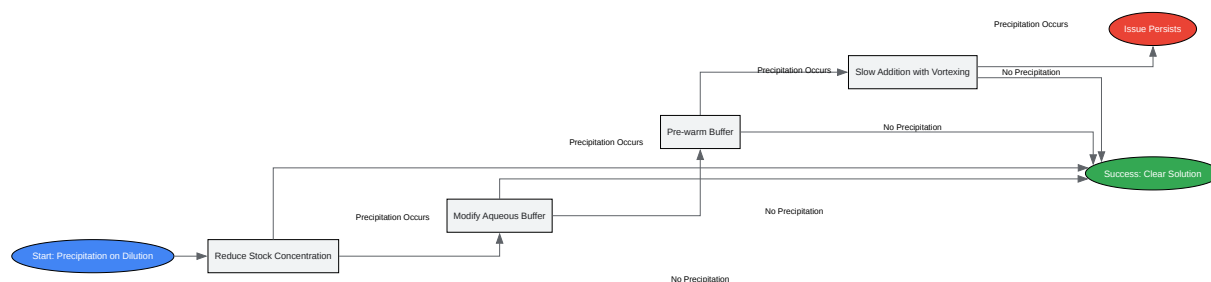 Precipitation Occurs
Issue Persists
Precipitation Occurs
Slow Addition with Vortexing
No Precipitation
Pre-warm Buffer
No Precipitation
Precipitation Occurs
Success: Clear Solution
Precipitation Occurs
Modify Aqueous Buffer
No Precipitation
Start: Precipitation on Dilution
Reduce Stock Concentration
No Precipitation